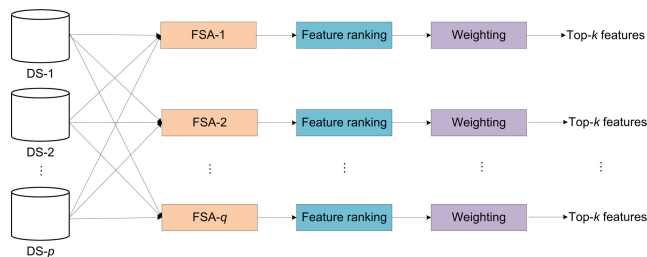 FSA-1 Feature ranking Weighting Top-k features
DS-1
FSA-2 Feature ranking Weighting Top-k features
DS-2
⋮ ⋮ ⋮ ⋮ ⋮
FSA-q Feature ranking Weighting Top-k features
DS-p